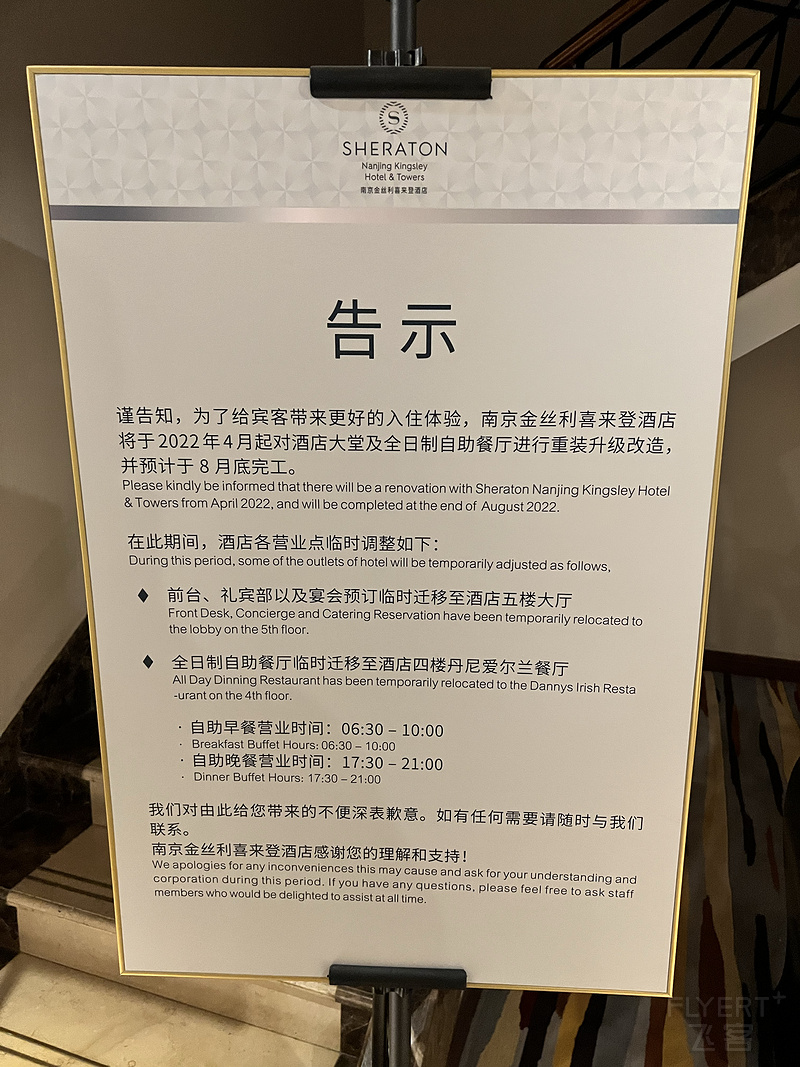 S
SHERATON
Nanjing Kingsley
Hotel & Towers
南京金丝利喜来登酒店
告示
谨告知，为了给宾客带来更好的入住体验，南京金丝利喜来登酒店
将于2022年4月起对酒店大堂及全日制自助餐厅进行重装升级改造，
并预计于 8 月底完工。
Please kindly be informed that there will be a renovation with Sheraton Nanjing Kingsley Hotel
& Towers from April 2022, and will be completed at the end of August 2022.
在此期间，酒店各营业点临时调整如下：
During this period, some of the outlets of hotel will be temporarily adjusted as follows,
◆ 前台、礼宾部以及宴会预订临时迁移至酒店五楼大厅
Front Desk, Concierge and Catering Reservation have been temporarily relocated to
the lobby on the 5th floor.
◆ 全日制自助餐厅临时迁移至酒店四楼丹尼爱尔兰餐厅
All Day Dinning Restaurant has been temporarily relocated to the Dannys Irish Resta
-urant on the 4th floor.
· 自助早餐营业时间：06:30 – 10:00
· Breakfast Buffet Hours: 06:30 – 10:00
· 自助晚餐营业时间：17:30 – 21:00
· Dinner Buffet Hours: 17:30 – 21:00
我们对由此给您带来的不便深表歉意。如有任何需要请随时与我们
联系。
南京金丝利喜来登酒店感谢您的理解和支持！
We apologies for any inconveniences this may cause and ask for your understanding and
corporation during this period. If you have any questions, please feel free to ask staff
members who would be delighted to assist at all time.
FLYERT+
飞客